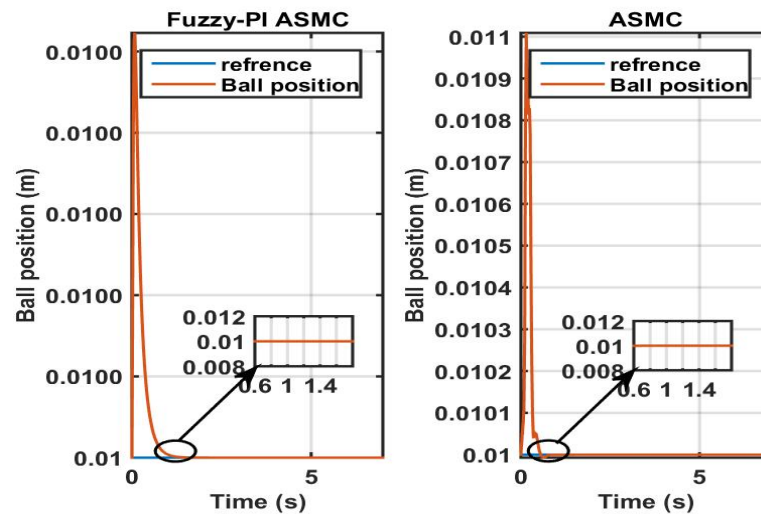 Fuzzy-PI ASMC
0.0100
0.0100
0.0100
0.0100
0.0100
0.01
Ball position (m)
refrence
Ball position
0.012
0.01
0.008
0.6 1 1.4
0 5
Time (s)
ASMC
0.011
0.0109
0.0108
0.0107
0.0106
0.0105
0.0104
0.0103
0.0102
0.0101
0.01
Ball position (m)
refrence
Ball position
0.012
0.01
0.008
0.6 1 1.4
0 5
Time (s)